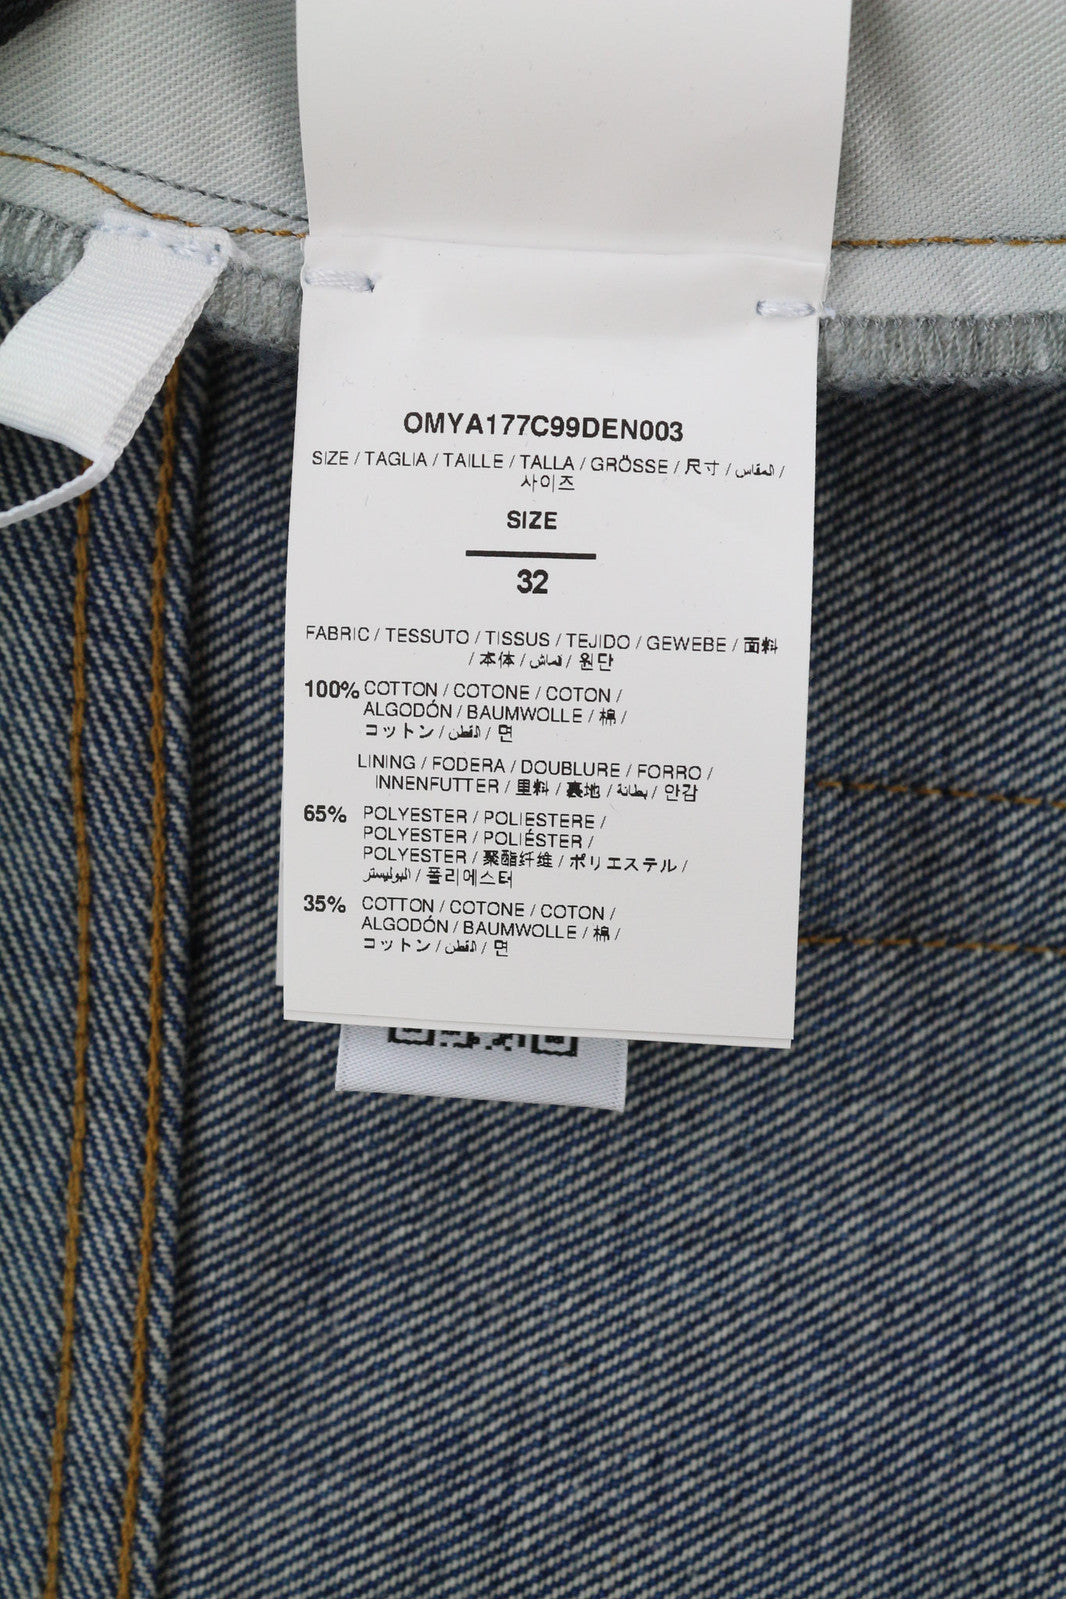 OMYA177C99DEN003
SIZE / TAGLIA / TAILLE / TALLA / GRÖSSE / 尺寸 / المقاس /
사이즈
SIZE
32
FABRIC / TESSUTO / TISSUS / TEJIDO / GEWEBE / 面料
/ 本体 / قماش / 원단
100% COTTON / COTONE / COTON /
ALGODÓN / BAUMWOLLE / 棉 /
コットン / القطن / 면
LINING / FODERA / DOUBLURE / FORRO /
INNENFUTTER / 里料 / 裏地 / بطانة / 안감
65% POLYESTER / POLIESTERE /
POLYESTER / POLIÉSTER /
POLYESTER / 聚酯纤维 / ポリエステル /
البوليستر / 폴리에스터
35% COTTON / COTONE / COTON /
ALGODÓN / BAUMWOLLE / 棉 /
コットン / القطن / 면